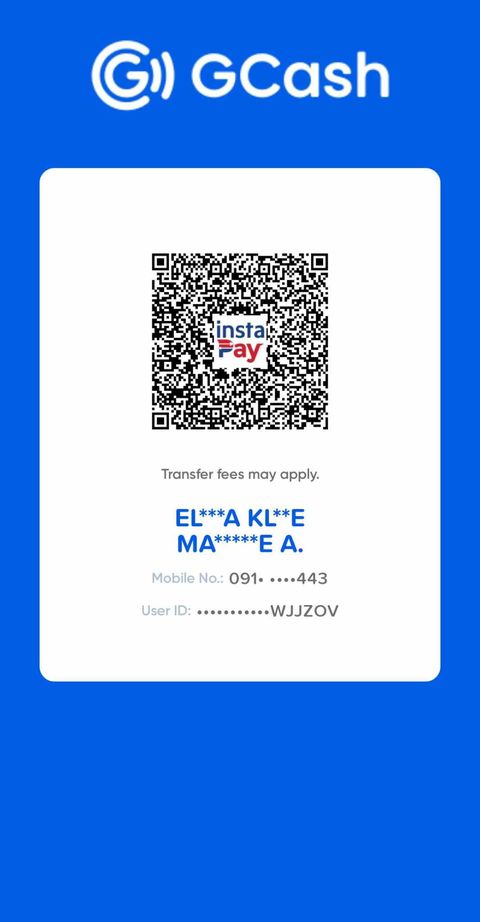 GCash
insta
Pay
Transfer fees may apply.
EL***A KL**E
MA*****E A.
Mobile No.: 091• ••••443
User ID: •••••••••••WJJZOV